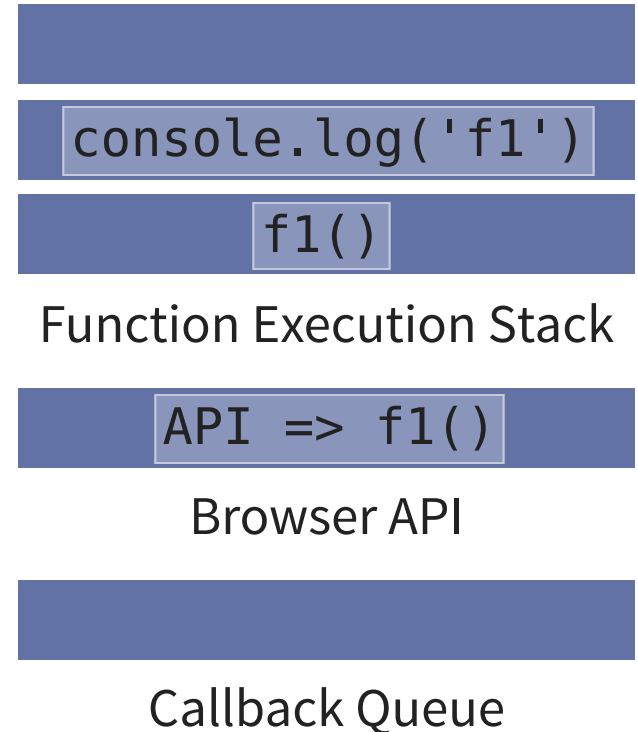 console.log('f1')
f1()
Function Execution Stack
API => f1()
Browser API
Callback Queue